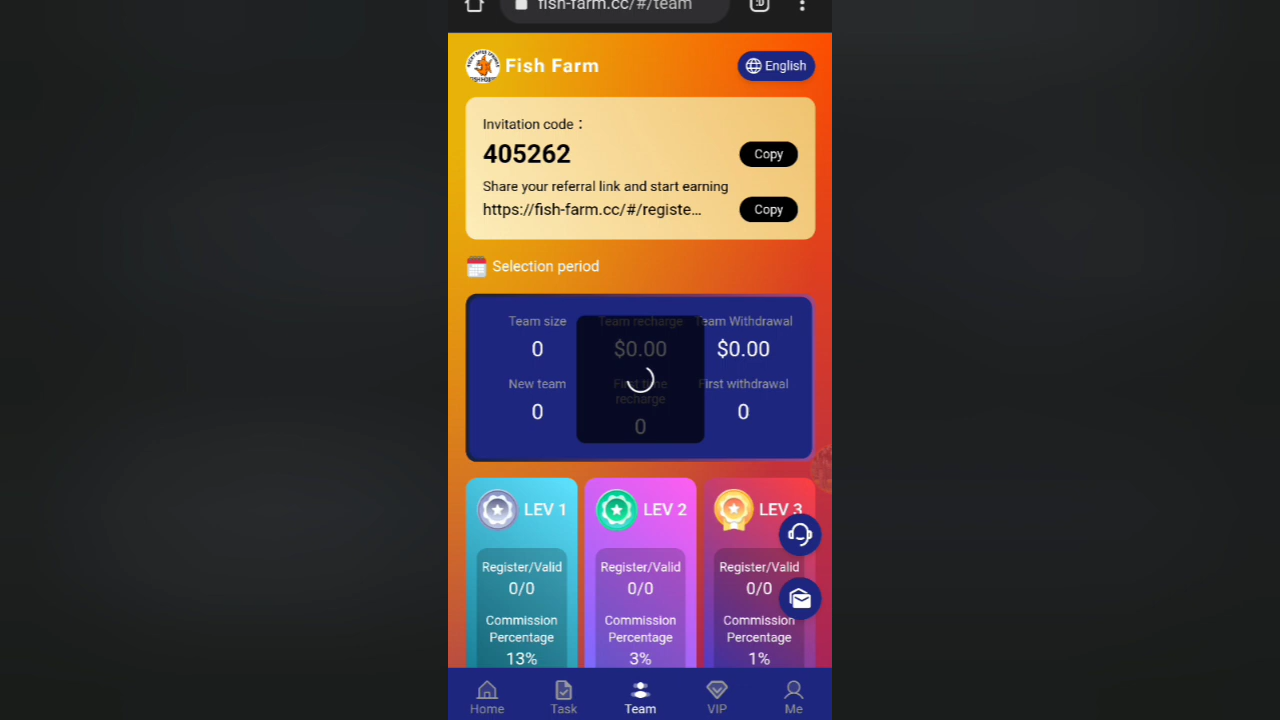 fish-farm.cc/#/team
:D
Fish Farm
English
Invitation code：
405262
Copy
Share your referral link and start earning
https://fish-farm.cc/#/registe...
Copy
Selection period
Team size
Team recharge
Team Withdrawal
0
$0.00
$0.00
New team
First time
recharge
First withdrawal
0
0
0
LEV 1
LEV 2
LEV 3
Register/Valid
Register/Valid
Register/Valid
0/0
0/0
0/0
Commission
Percentage
Commission
Percentage
Commission
Percentage
13%
3%
1%
Home
Task
Team
VIP
Me